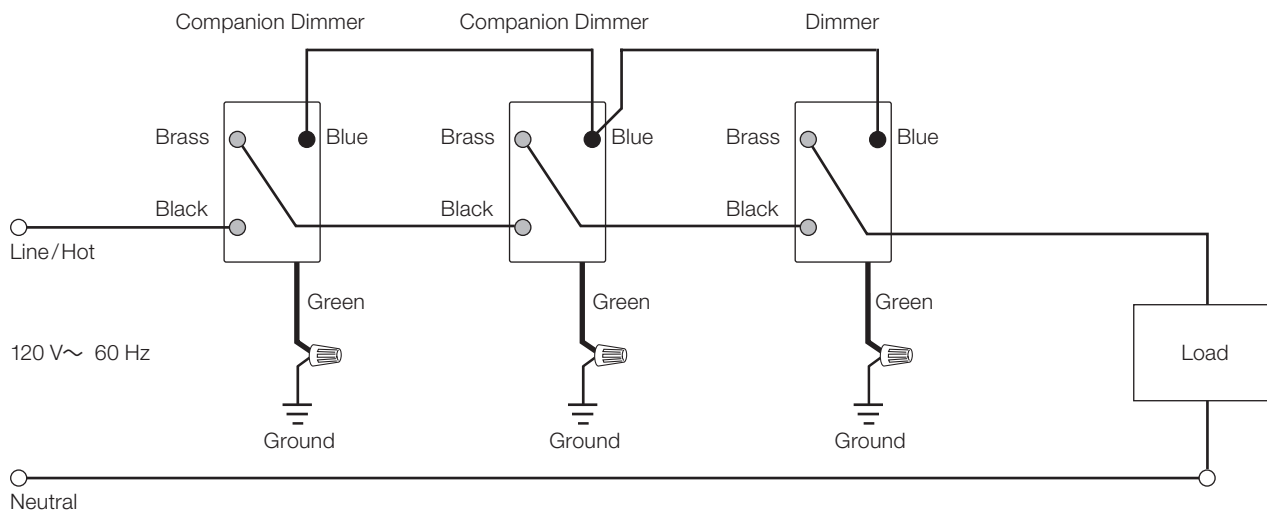 Companion Dimmer
Companion Dimmer
Dimmer
Brass
Blue
Brass
Blue
Brass
Blue
Black
Black
Black
Line/Hot
Green
Green
Green
120 V~ 60 Hz
Load
Ground
Ground
Ground
Neutral